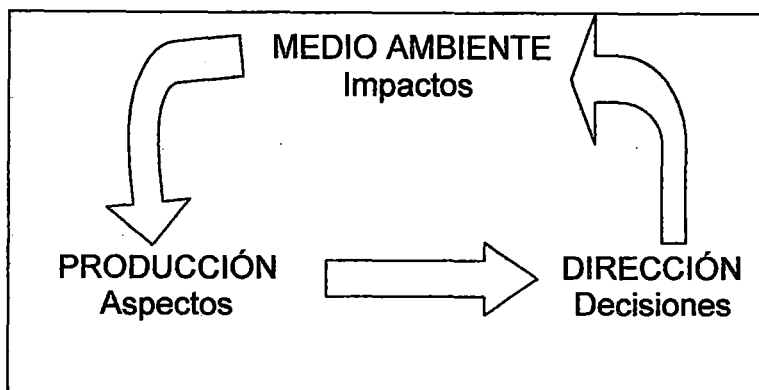 MEDIO AMBIENTE
Impactos
PRODUCCIÓN
Aspectos
DIRECCIÓN
Decisiones